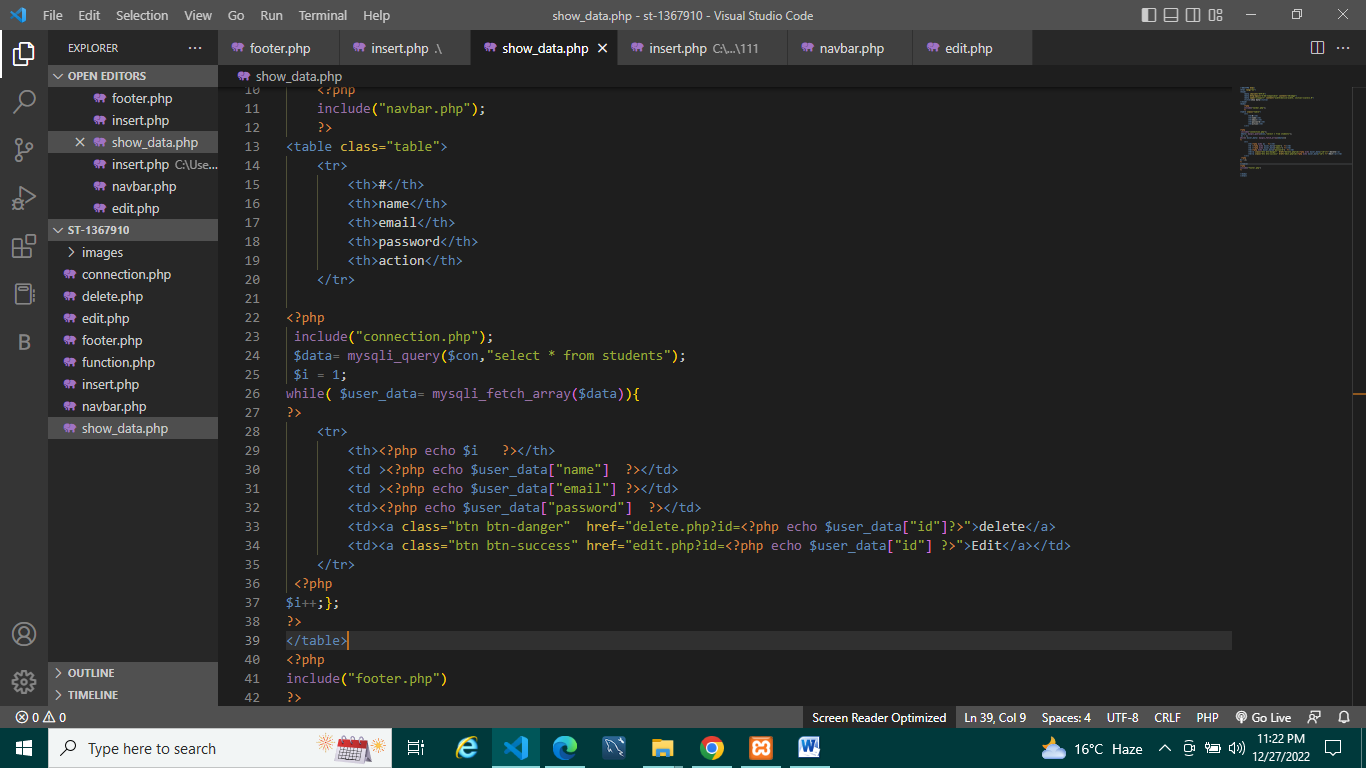 File Edit Selection View Go Run Terminal Help show_data.php - st-1367910 - Visual Studio Code
EXPLORER ···
footer.php insert.php .\ show_data.php × insert.php C:\...\111 navbar.php edit.php
OPEN EDITORS
footer.php
insert.php
× show_data.php
insert.php C:\Use...
navbar.php
edit.php
ST-1367910
images
connection.php
delete.php
edit.php
footer.php
function.php
insert.php
navbar.php
show_data.php
OUTLINE
TIMELINE
show_data.php
10 <?php
11 include("navbar.php");
12 ?>
13 <table class="table">
14 <tr>
15 <th>#</th>
16 <th>name</th>
17 <th>email</th>
18 <th>password</th>
19 <th>action</th>
20 </tr>
21
22 <?php
23 include("connection.php");
24 $data= mysqli_query($con,"select * from students");
25 $i = 1;
26 while( $user_data= mysqli_fetch_array($data)){
27 ?>
28 <tr>
29 <th><?php echo $i   ?></th>
30 <td ><?php echo $user_data["name"]  ?></td>
31 <td ><?php echo $user_data["email"] ?></td>
32 <td><?php echo $user_data["password"]  ?></td>
33 <td><a class="btn btn-danger"  href="delete.php?id=<?php echo $user_data["id"]?>">delete</a>
34 <td><a class="btn btn-success" href="edit.php?id=<?php echo $user_data["id"] ?>">Edit</a></td>
35 </tr>
36 <?php
37 $i++;};
38 ?>
39 </table>
40 <?php
41 include("footer.php")
42 ?>
0 0 Screen Reader Optimized Ln 39, Col 9 Spaces: 4 UTF-8 CRLF PHP Go Live
Type here to search 16°C Haze 11:22 PM
12/27/2022